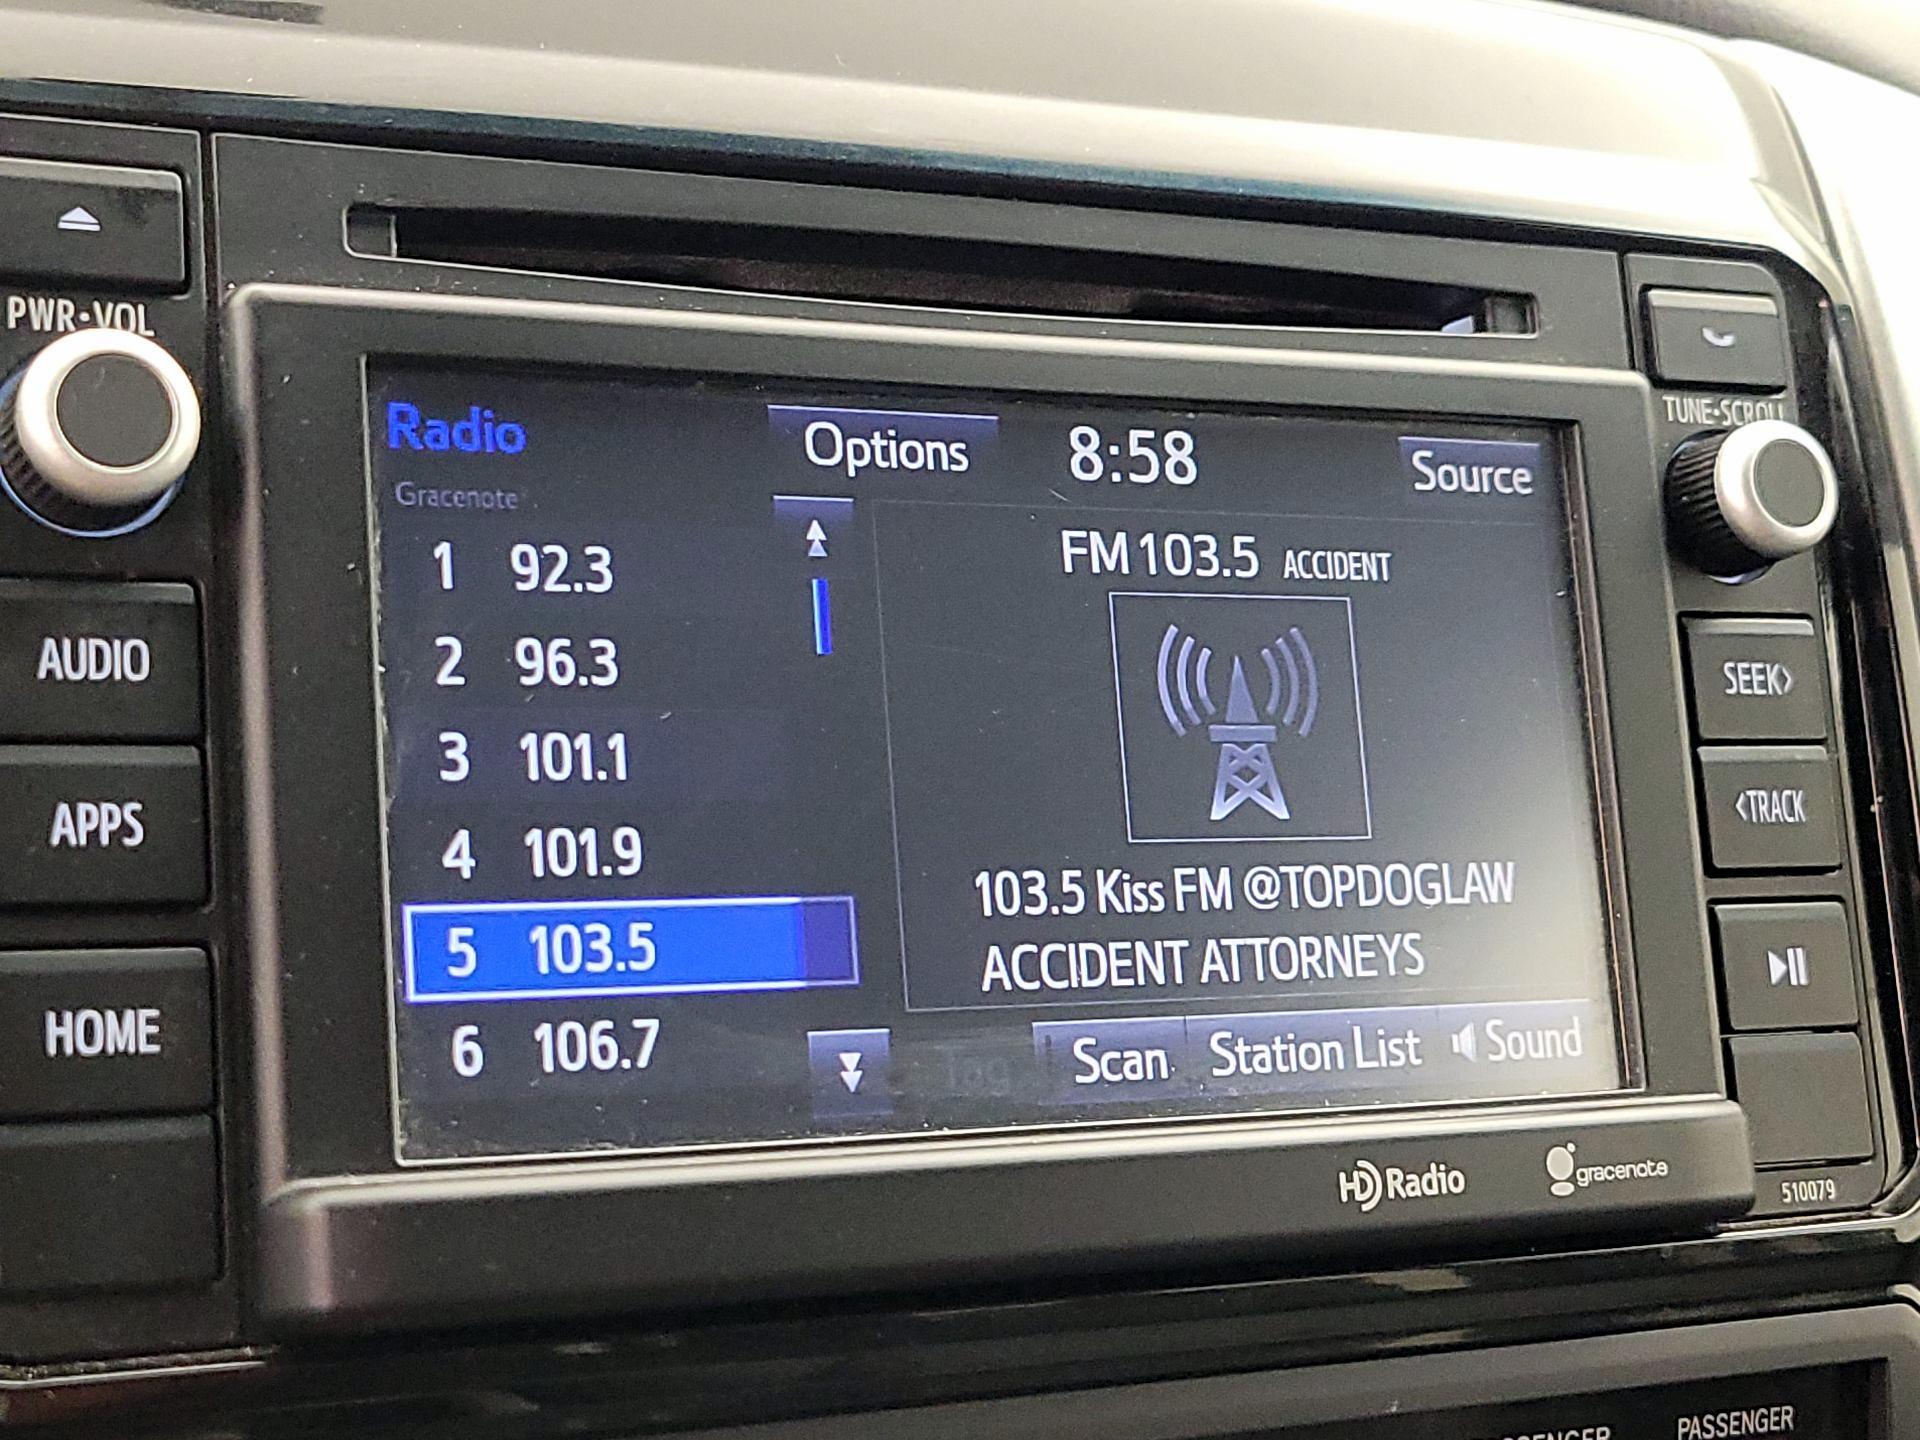 PWR•VOL
AUDIO
APPS
HOME
Radio
Options
8:58
Source
Gracenote
1 92.3
2 96.3
3 101.1
4 101.9
5 103.5
6 106.7
FM 103.5 ACCIDENT
103.5 Kiss FM @TOPDOGLAW
ACCIDENT ATTORNEYS
Tag
Scan
Station List
Sound
HD Radio
gracenote
TUNE•SCROLL
SEEK>
<TRACK
510079
PASSENGER